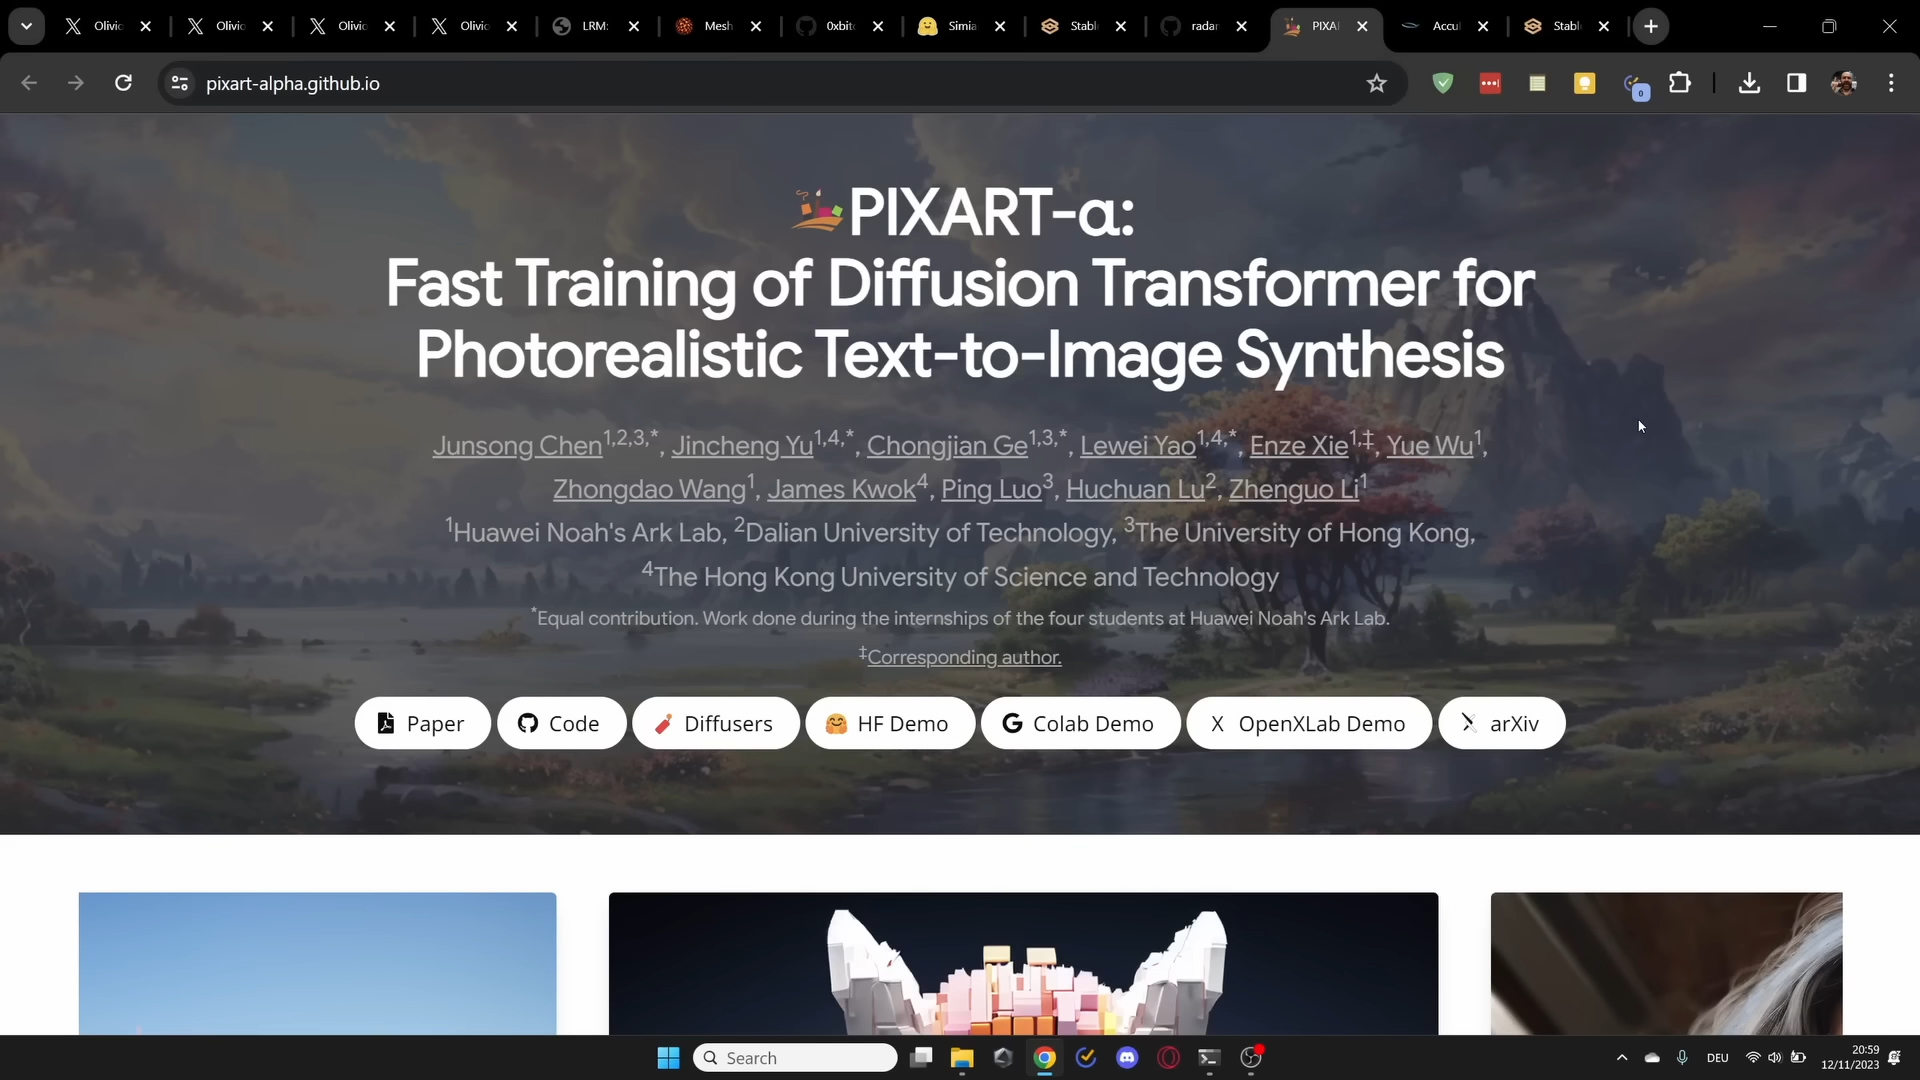 Olivio
Olivio
Olivio
Olivio
LRM:
Mesh
0xbit
Simia
Stabl
radar
PIXA
Accu
Stabl
pixart-alpha.github.io
0
PIXART-α:
Fast Training of Diffusion Transformer for
Photorealistic Text-to-Image Synthesis
Junsong Chen1,2,3,*, Jincheng Yu1,4,*, Chongjian Ge1,3,*, Lewei Yao1,4,*, Enze Xie1,‡, Yue Wu1,
Zhongdao Wang1, James Kwok4, Ping Luo3, Huchuan Lu2, Zhenguo Li1
1Huawei Noah's Ark Lab, 2Dalian University of Technology, 3The University of Hong Kong,
4The Hong Kong University of Science and Technology
*Equal contribution. Work done during the internships of the four students at Huawei Noah's Ark Lab.
‡Corresponding author.
Paper
Code
Diffusers
HF Demo
Colab Demo
X OpenXLab Demo
arXiv
Search
DEU
20:59
12/11/2023